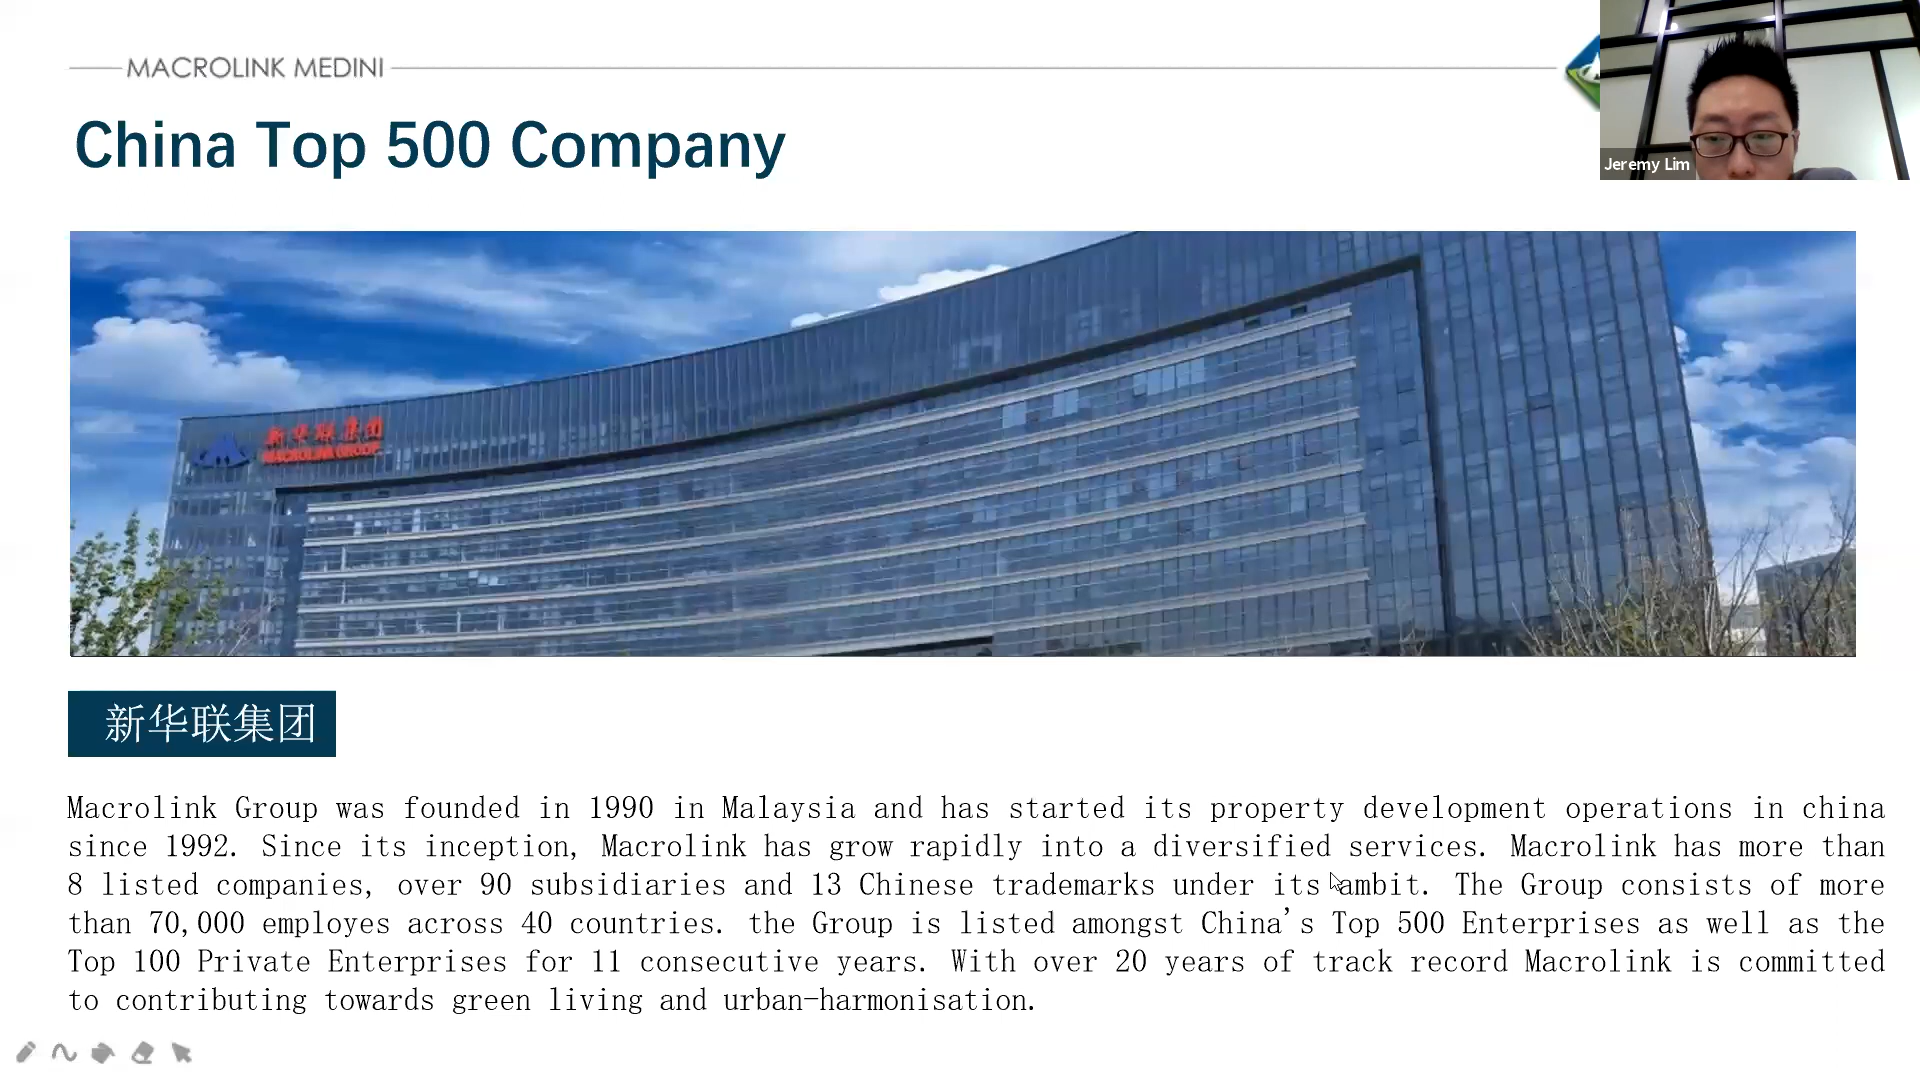 MACROLINK MEDINI
China Top 500 Company
Jeremy Lim
新华联集团
MACROLINK GROUP
新华联集团
Macrolink Group was founded in 1990 in Malaysia and has started its property development operations in china
since 1992. Since its inception, Macrolink has grow rapidly into a diversified services. Macrolink has more than
8 listed companies, over 90 subsidiaries and 13 Chinese trademarks under its ambit. The Group consists of more
than 70,000 employes across 40 countries. the Group is listed amongst China's Top 500 Enterprises as well as the
Top 100 Private Enterprises for 11 consecutive years. With over 20 years of track record Macrolink is committed
to contributing towards green living and urban-harmonisation.